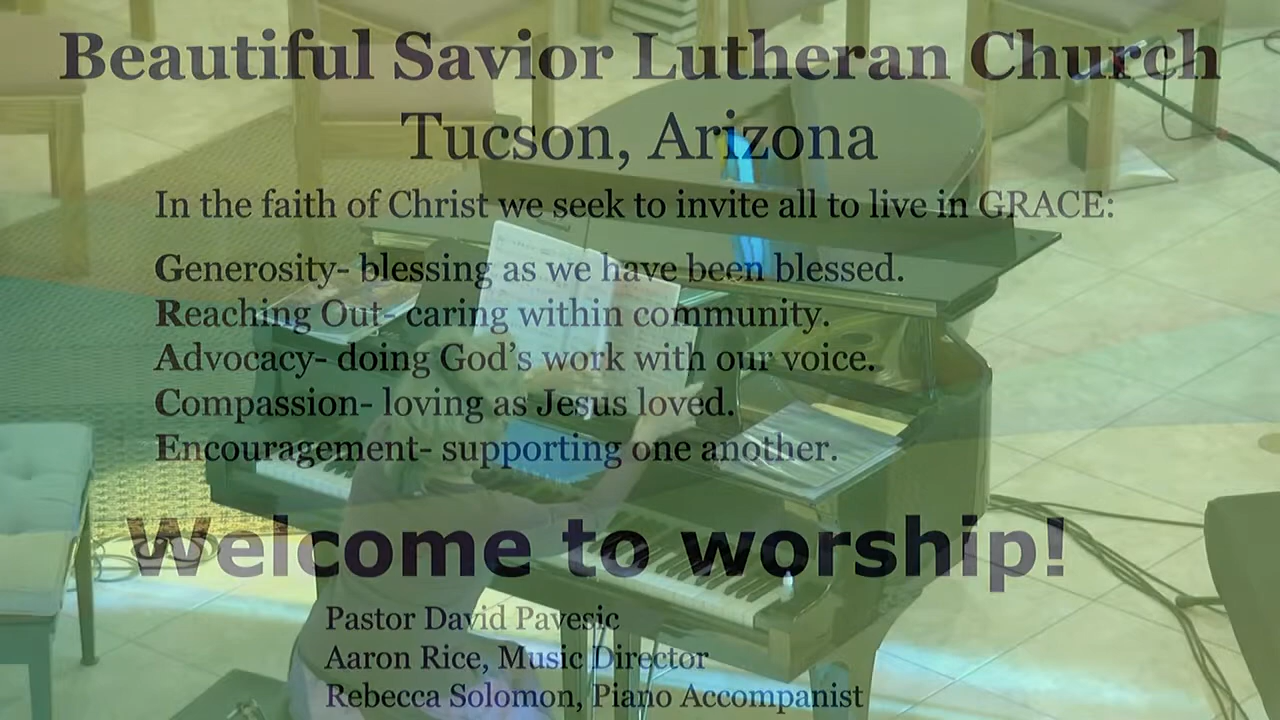 Beautiful Savior Lutheran Church
Tucson, Arizona
In the faith of Christ we seek to invite all to live in GRACE:
Generosity- blessing as we have been blessed.
Reaching Out- caring within community.
Advocacy- doing God’s work with our voice.
Compassion- loving as Jesus loved.
Encouragement- supporting one another.
Welcome to worship!
Pastor David Pavesic
Aaron Rice, Music Director
Rebecca Solomon, Piano Accompanist